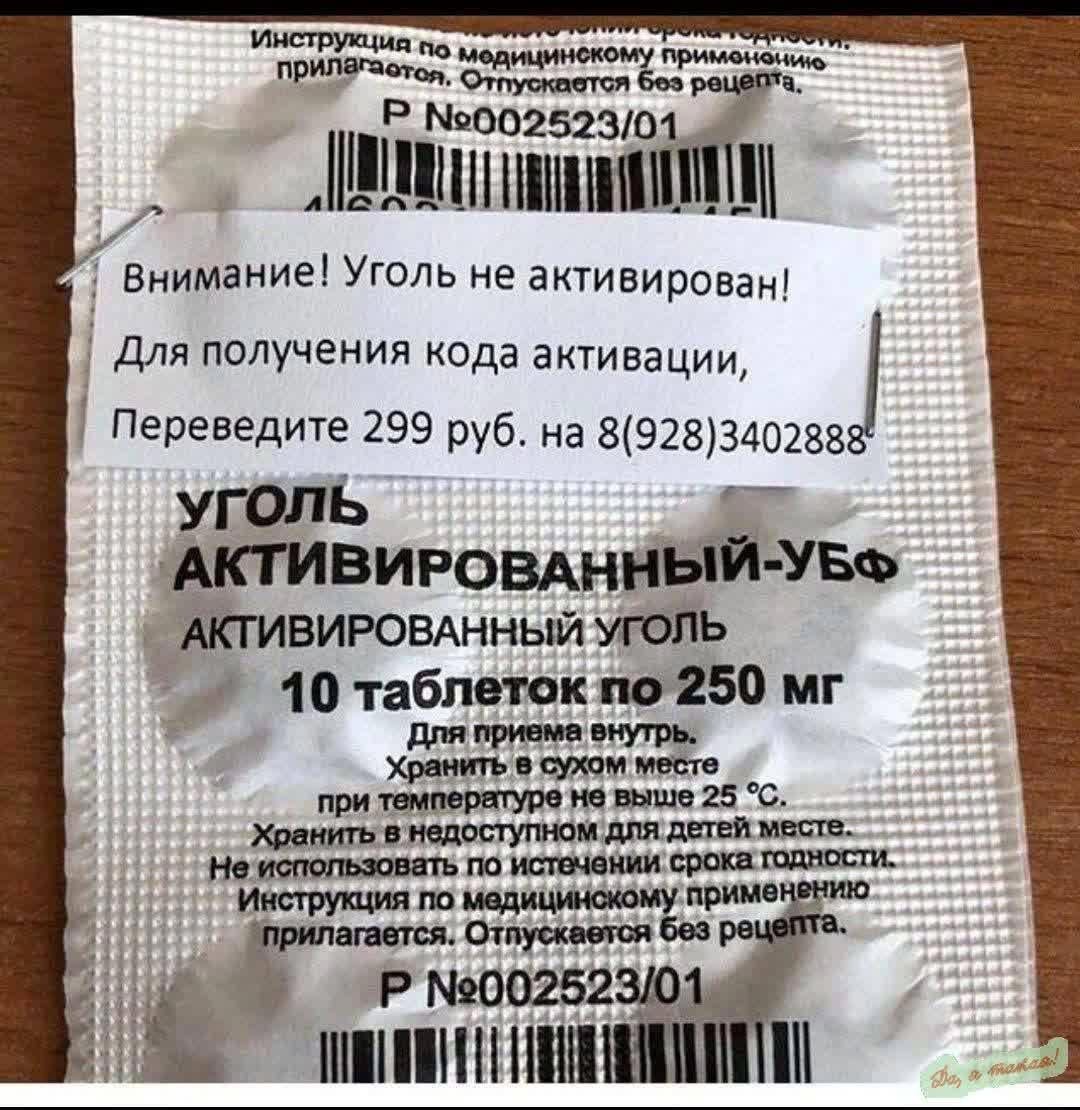 Инструкция по медицинскому применению
прилагается. Отпускается без рецепта.
Р №002523/01
Внимание! Уголь не активирован!
Для получения кода активации,
Переведите 299 руб. на 8(928)3402888
УГОЛЬ
АКТИВИРОВАННЫЙ-УБФ
АКТИВИРОВАННЫЙ УГОЛЬ
10 таблеток по 250 мг
Для приема внутрь.
Хранить в сухом месте
при температуре не выше 25 °С.
Хранить в недоступном для детей месте.
Не использовать по истечении срока годности.
Инструкция по медицинскому применению
прилагается. Отпускается без рецепта.
Р №002523/01
Да, я такая!